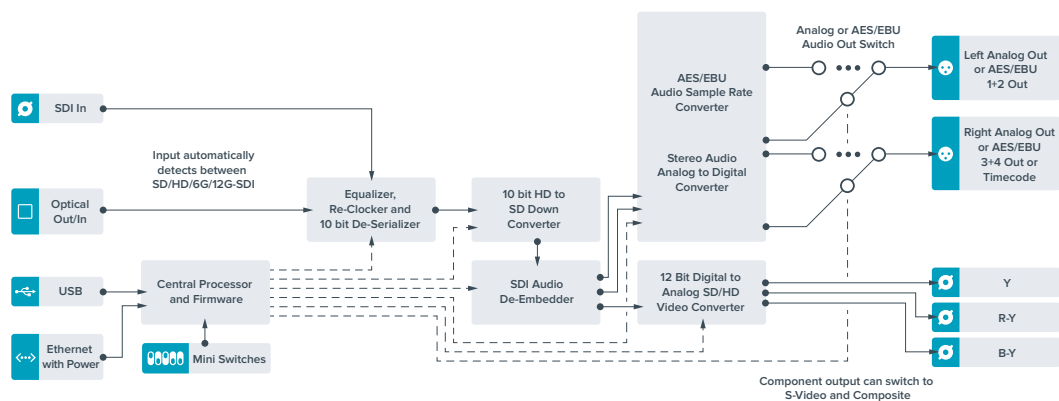 SDI In
Optical
Out/In
USB
Ethernet
with Power
Input automatically
detects between
SD/HD/6G/12G-SDI
Central Processor
and Firmware
Mini Switches
Equalizer,
Re-Clocker and
10 bit De-Serializer
10 bit HD to
SD Down
Converter
SDI Audio
De-Embedder
AES/EBU
Audio Sample Rate
Converter
Stereo Audio
Analog to Digital
Converter
12 Bit Digital to
Analog SD/HD
Video Converter
Analog or AES/EBU
Audio Out Switch
Left Analog Out
or AES/EBU
1+2 Out
Right Analog Out
or AES/EBU
3+4 Out or
Timecode
Y
R-Y
B-Y
Component output can switch to
S-Video and Composite